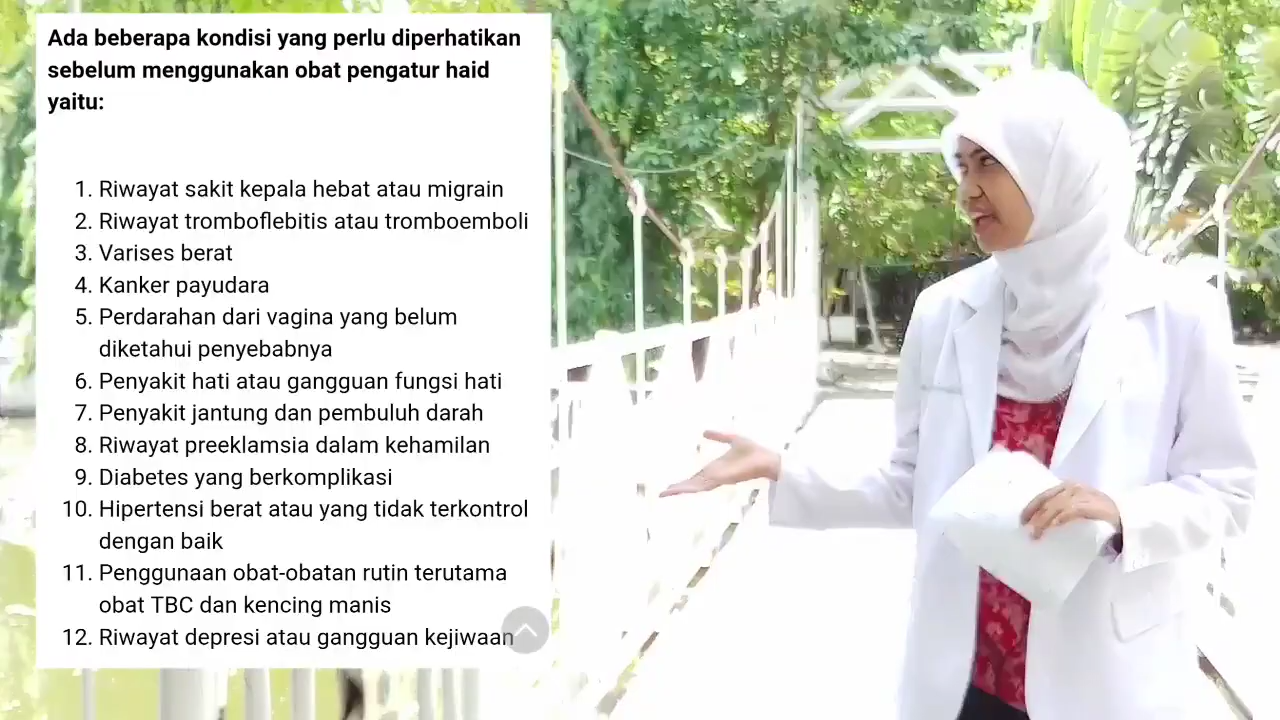 Ada beberapa kondisi yang perlu diperhatikan
sebelum menggunakan obat pengatur haid
yaitu:
1. Riwayat sakit kepala hebat atau migrain
2. Riwayat tromboflebitis atau tromboemboli
3. Varises berat
4. Kanker payudara
5. Perdarahan dari vagina yang belum
diketahui penyebabnya
6. Penyakit hati atau gangguan fungsi hati
7. Penyakit jantung dan pembuluh darah
8. Riwayat preeklamsia dalam kehamilan
9. Diabetes yang berkomplikasi
10. Hipertensi berat atau yang tidak terkontrol
dengan baik
11. Penggunaan obat-obatan rutin terutama
obat TBC dan kencing manis
12. Riwayat depresi atau gangguan kejiwaan